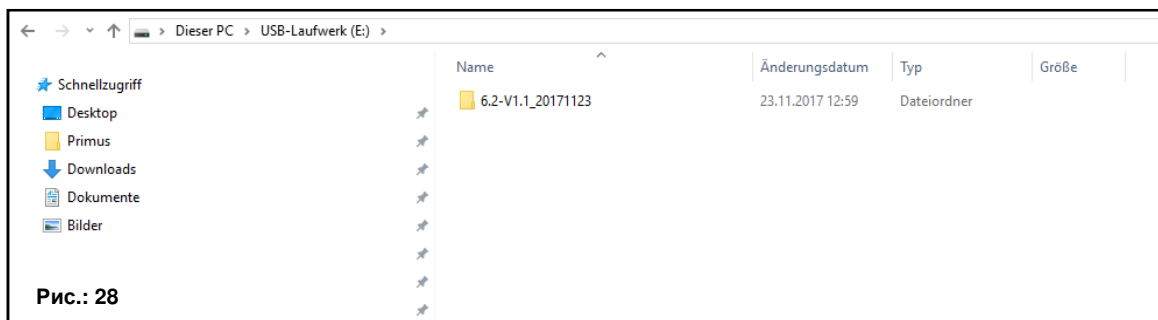 Dieser PC > USB-Laufwerk (E:) >
Name Änderungsdatum Typ Größe
Schnellzugriff
6.2-V1.1_20171123 23.11.2017 12:59 Dateiordner
Desktop
Primus
Downloads
Dokumente
Bilder
Рис.: 28